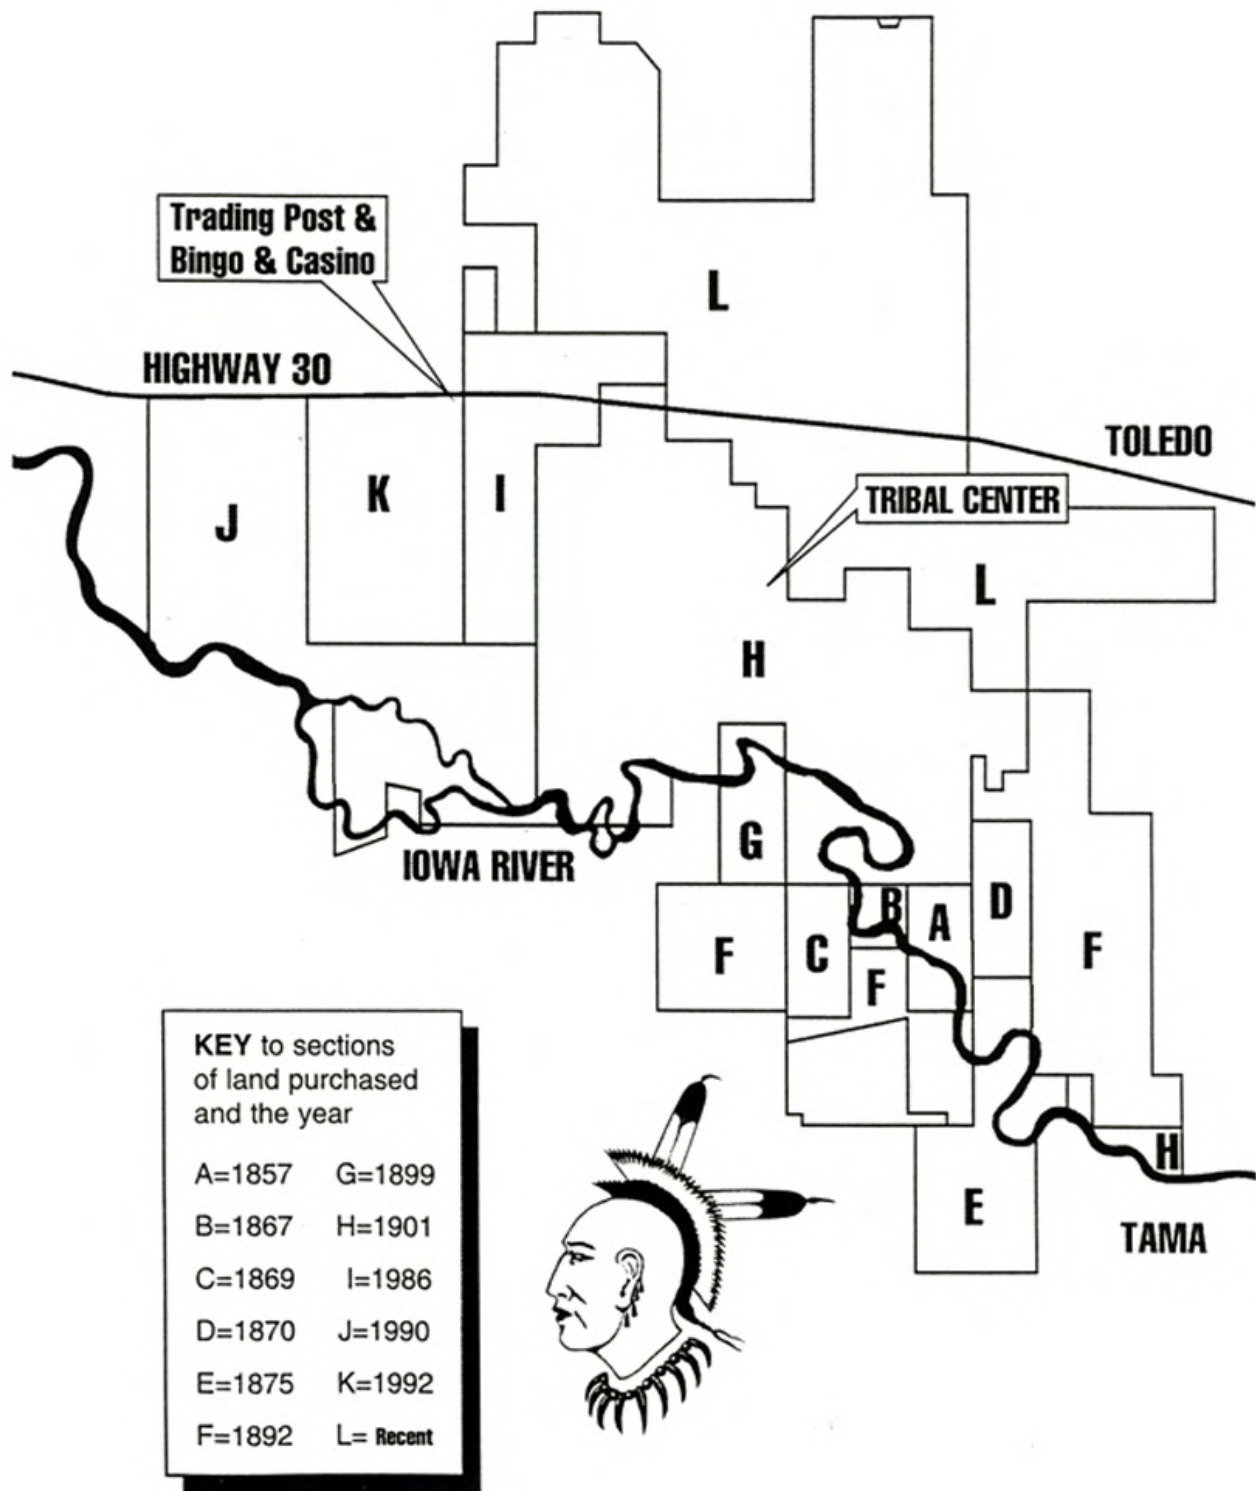 Trading Post &
Bingo & Casino
L
HIGHWAY 30
TOLEDO
K
I
J
TRIBAL CENTER
L
H
G
IOWA RIVER
B
A
D
F
C
F
F
KEY to sections
of land purchased
and the year
A=1857 G=1899
B=1867 H=1901
C=1869 I=1986
D=1870 J=1990
E=1875 K=1992
F=1892 L= Recent
H
E
TAMA